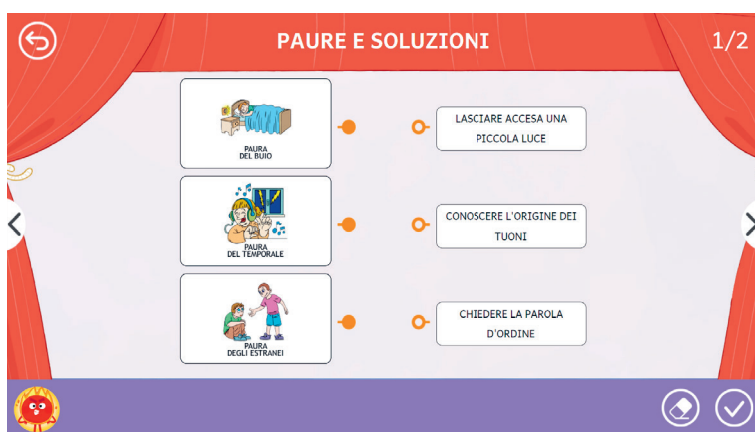 PAURE E SOLUZIONI
1/2
PAURA
DEL BUIO
LASCIARE ACCESA UNA
PICCOLA LUCE
PAURA
DEL TEMPORALE
CONOSCERE L'ORIGINE DEI
TUONI
PAURA
DEGLI ESTRANEI
CHIEDERE LA PAROLA
D'ORDINE